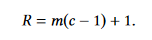 R = m(c − 1) + 1.